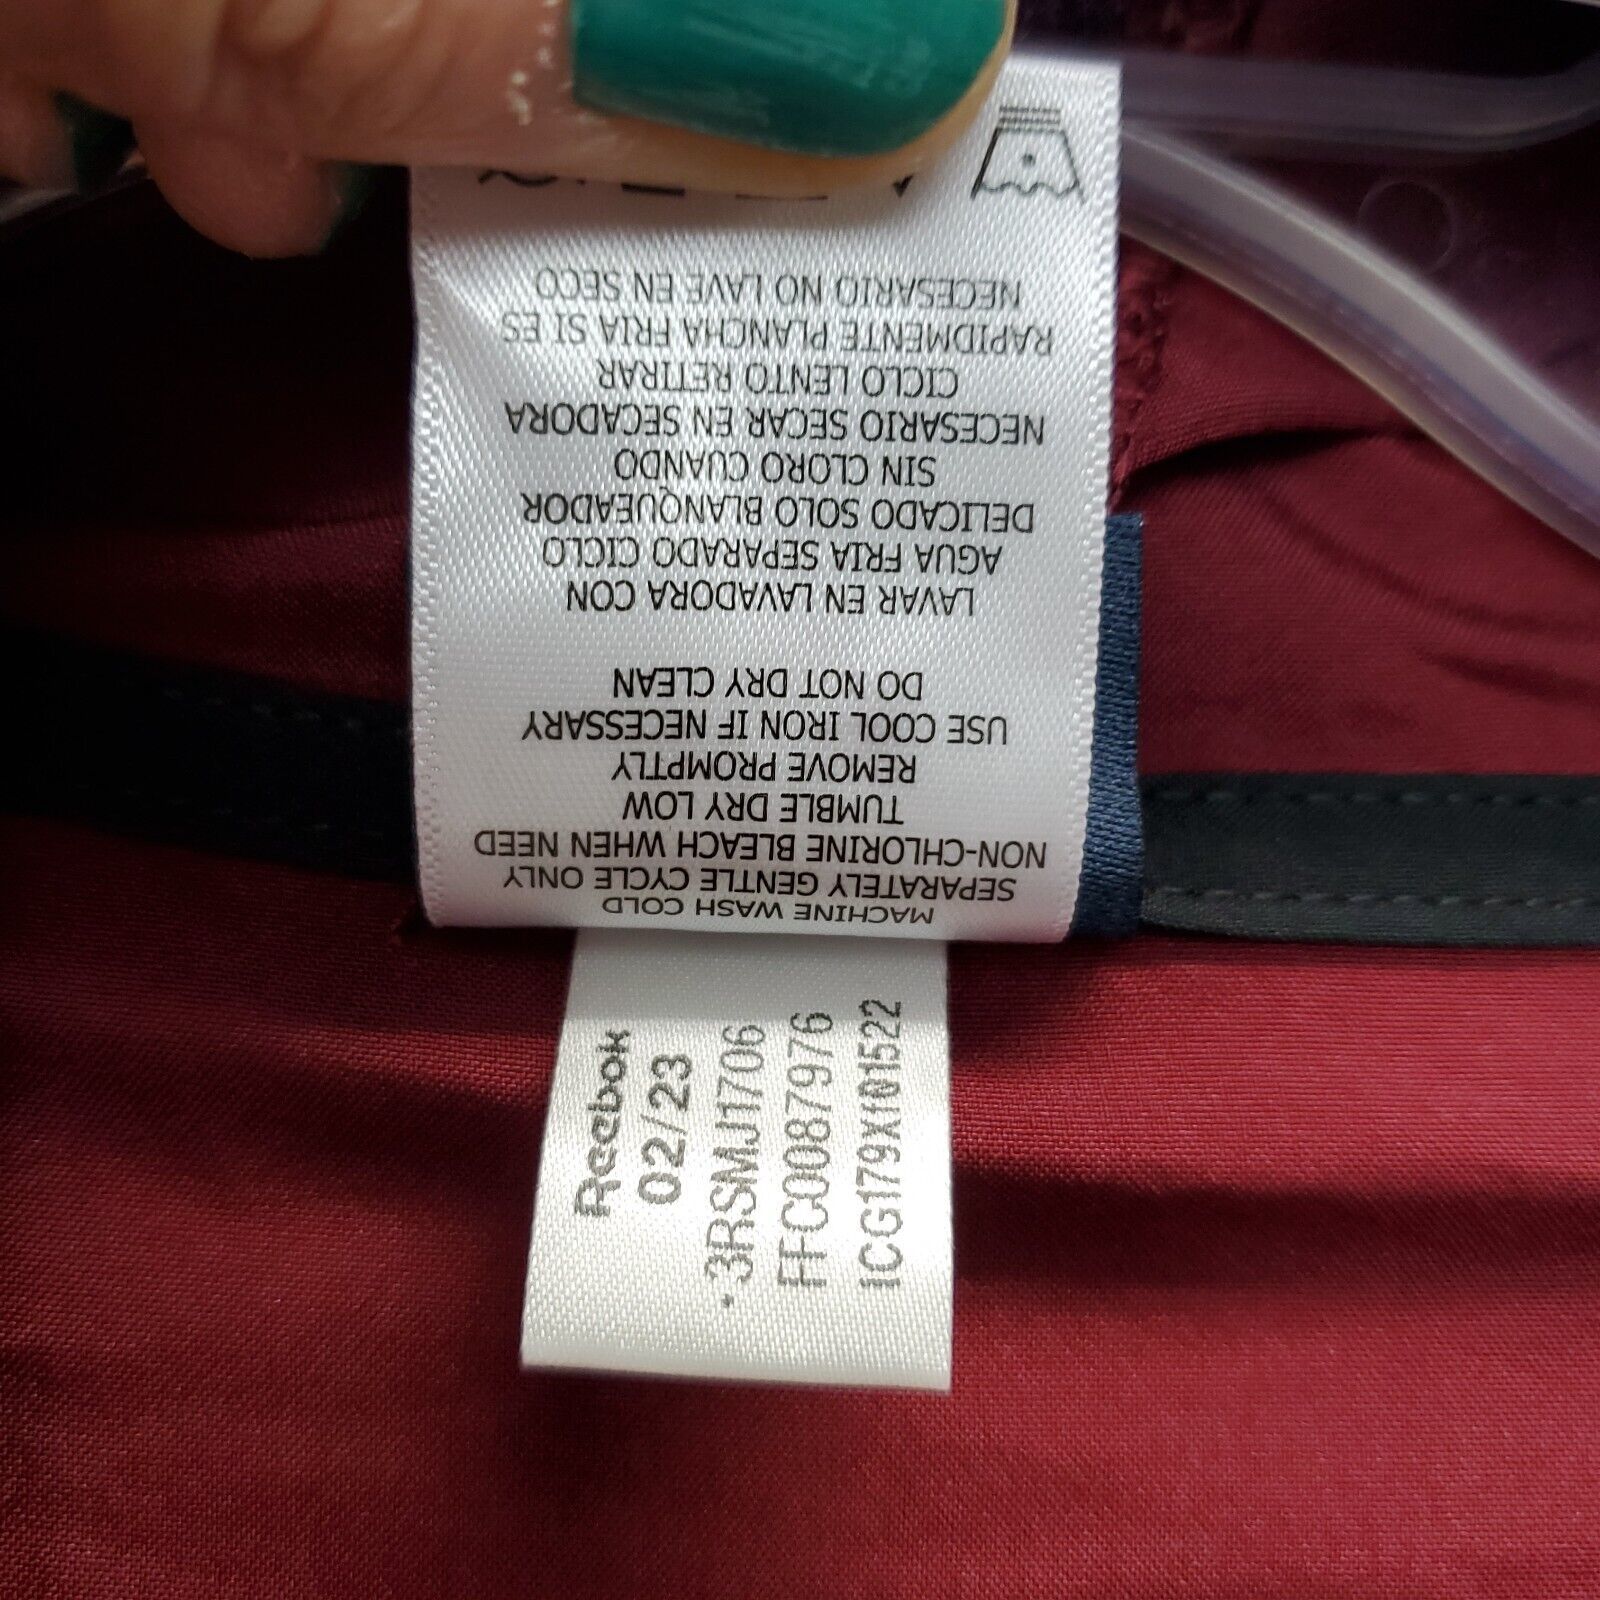 MACHINE WASH COLD
SEPARATELY GENTLE CYCLE ONLY
NON-CHLORINE BLEACH WHEN NEED
TUMBLE DRY LOW
REMOVE PROMPTLY
USE COOL IRON IF NECESSARY
DO NOT DRY CLEAN
LAVAR EN LAVADORA CON
AGUA FRIA SEPARADO CICLO
DELICADO SOLO BLANQUEADOR
SIN CLORO CUANDO
NECESARIO SECAR EN SECADORA
CICLO LENTO RETIRAR
RAPIDMENTE PLANCHA FRIA SI ES
NECESARIO NO LAVE EN SECO
Reebok
02/23
.3RSMJ1706
FFC0087976
ICG179X101522